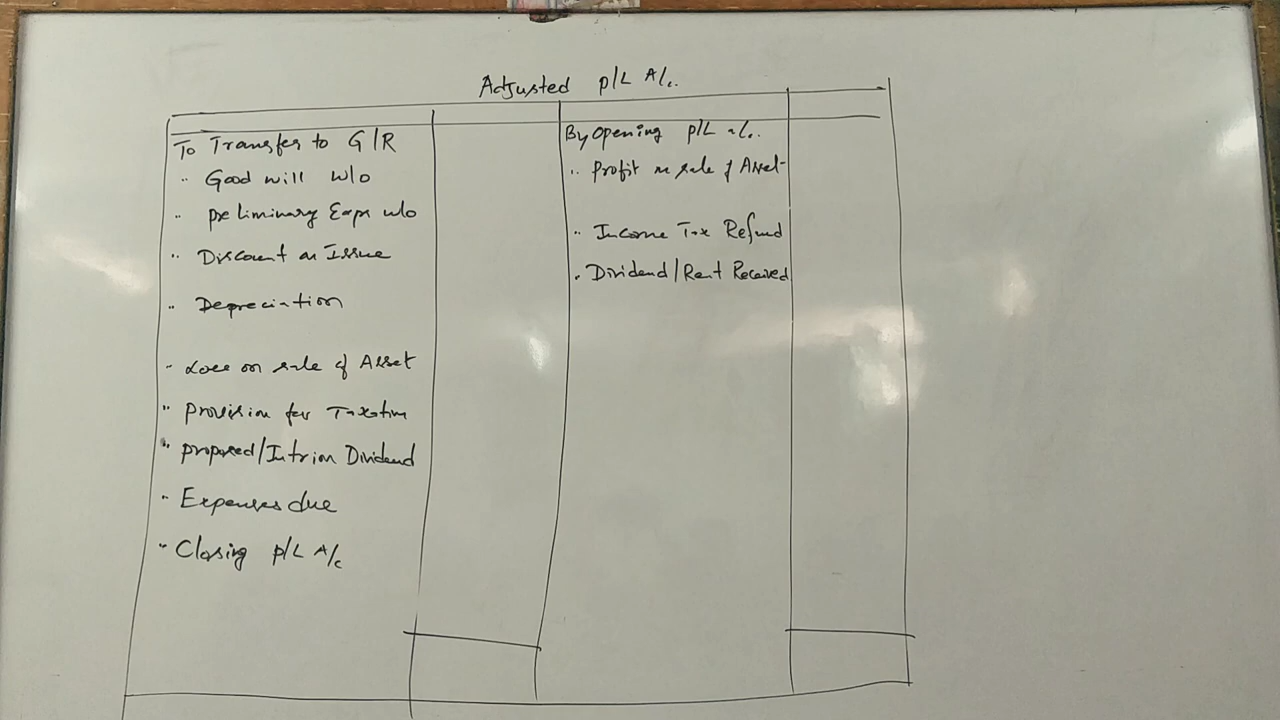 Adjusted P/L A/c.
To Transfer to G/R
" Good will w/o
" Preliminary Exps w/o
" Discount on Issue
" Depreciation
" Loss on sale of Asset
" Provision for Taxation
" Proposed/Intrim Dividend
" Expenses due
" Closing P/L A/c
By Opening P/L a/c.
" Profit on sale of Asset
" Income Tax Refund
" Dividend/Rent Received